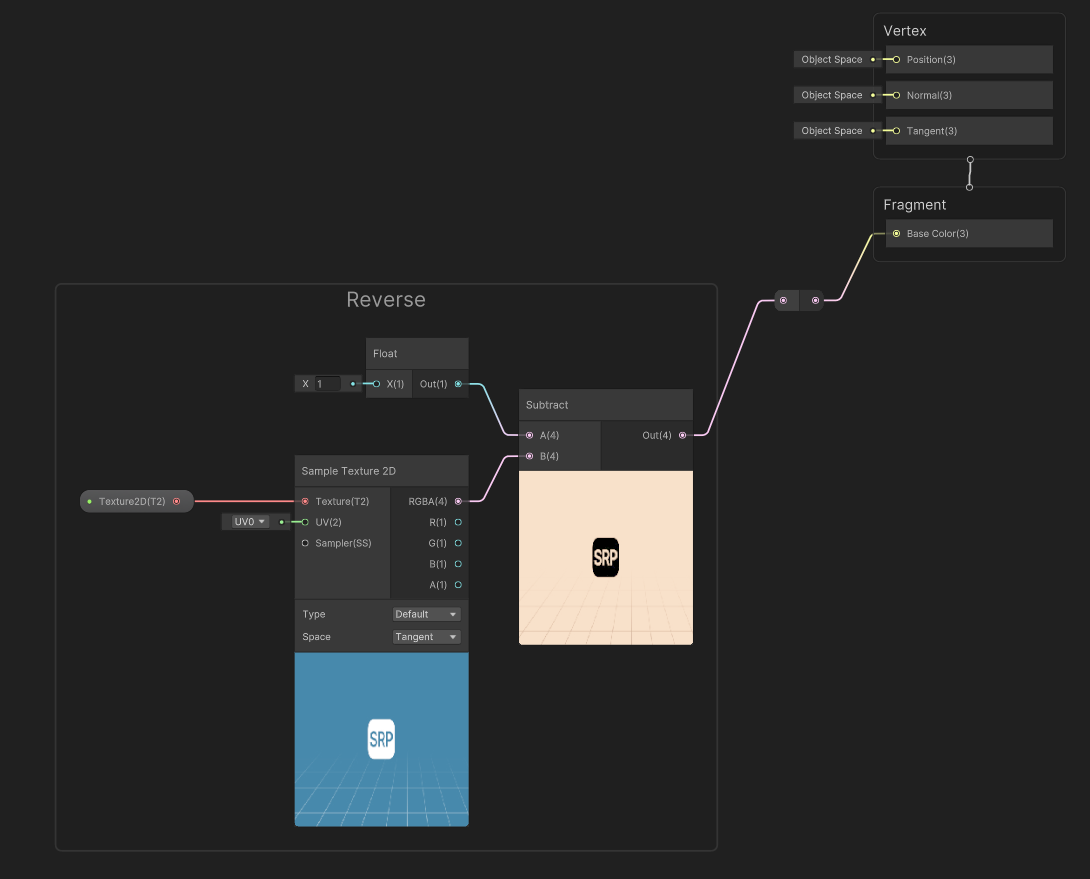 Vertex
Object Space
Position(3)
Object Space
Normal(3)
Object Space
Tangent(3)
Fragment
Base Color(3)
Reverse
Float
X 1
X(1)
Out(1)
Subtract
A(4)
Out(4)
B(4)
SRP
Sample Texture 2D
Texture2D(T2)
Texture(T2)
RGBA(4)
UV0
UV(2)
R(1)
Sampler(SS)
G(1)
B(1)
A(1)
Type
Default
Space
Tangent
SRP